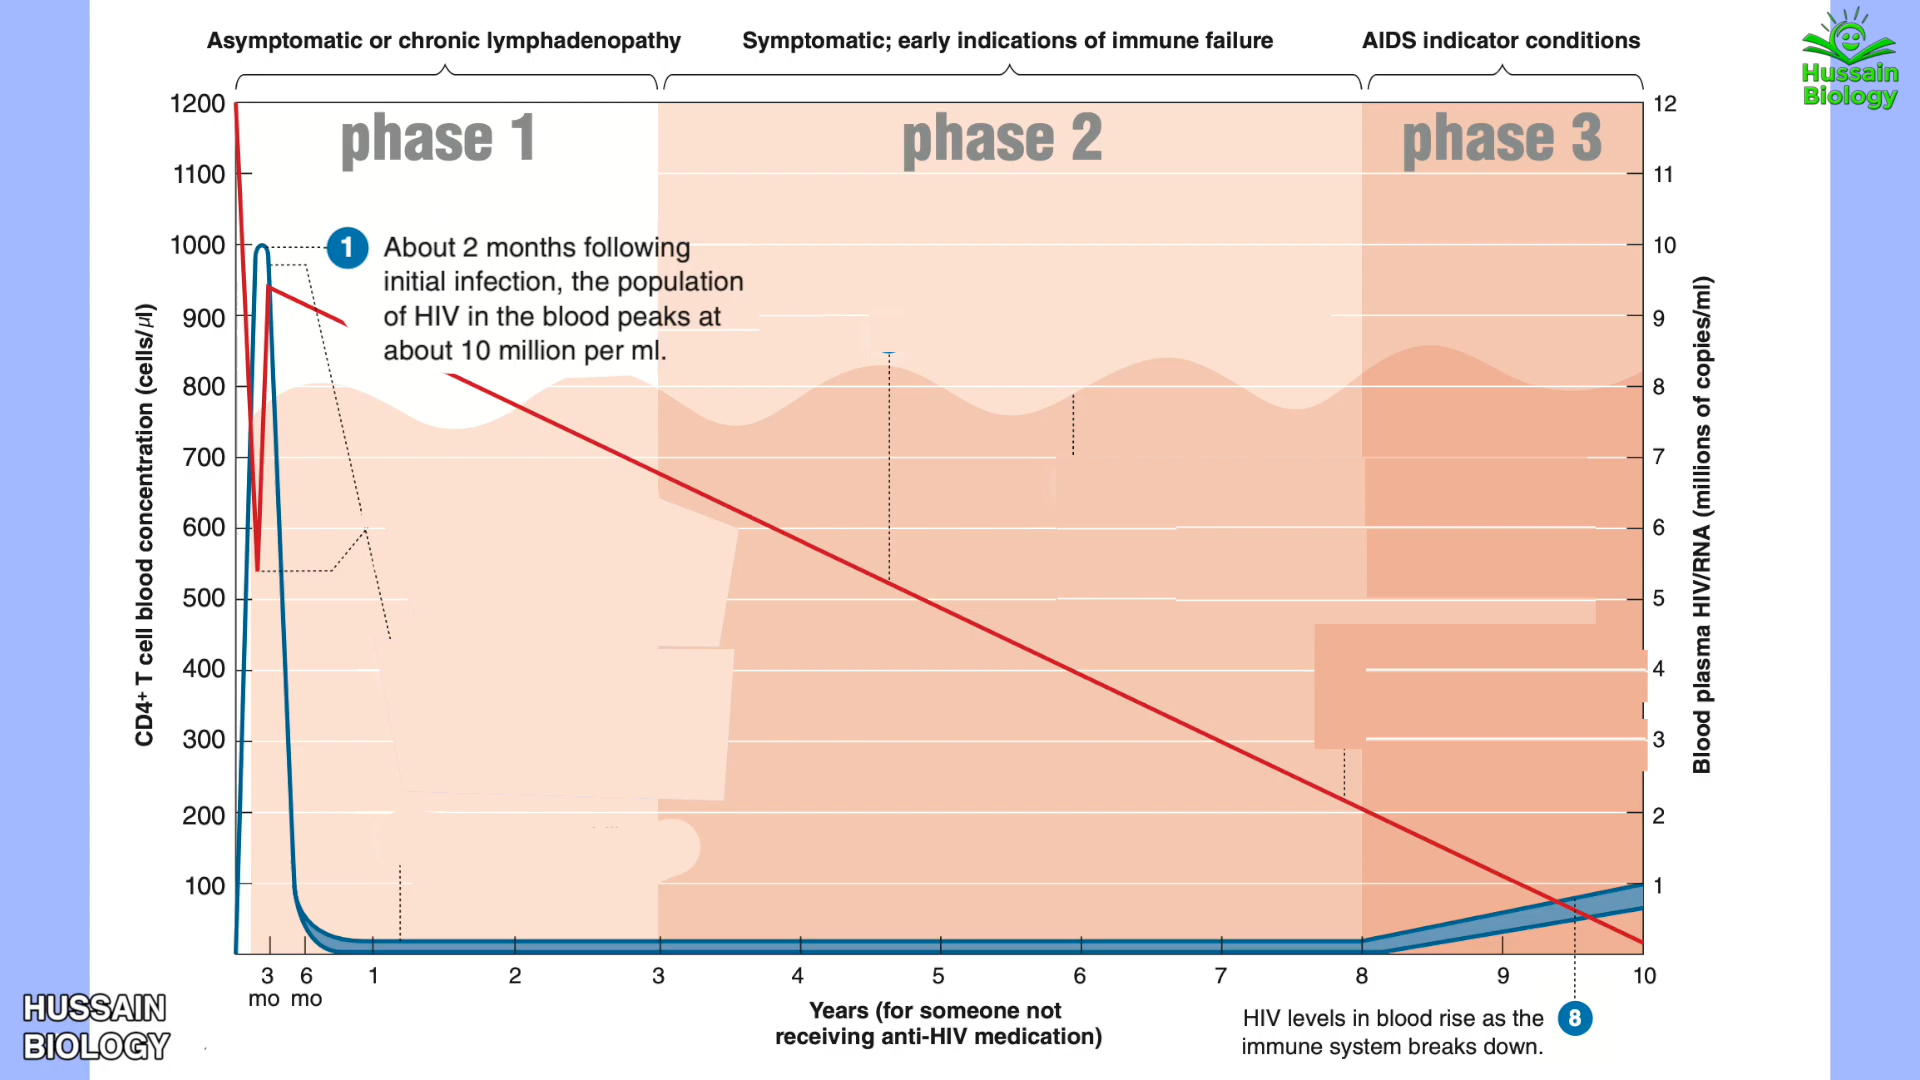 Asymptomatic or chronic lymphadenopathy
Symptomatic; early indications of immune failure
AIDS indicator conditions
Hussain
Biology
phase 1
phase 2
phase 3
1200
1100
1000
900
800
700
600
500
400
300
200
100
CD4+ T cell blood concentration (cells/µl)
1 About 2 months following
initial infection, the population
of HIV in the blood peaks at
about 10 million per ml.
12
11
10
9
8
7
6
5
4
3
2
1
Blood plasma HIV/RNA (millions of copies/ml)
3 mo
6 mo
1
2
3
4
5
6
7
8
9
10
Years (for someone not
receiving anti-HIV medication)
HIV levels in blood rise as the 8
immune system breaks down.
HUSSAIN
BIOLOGY